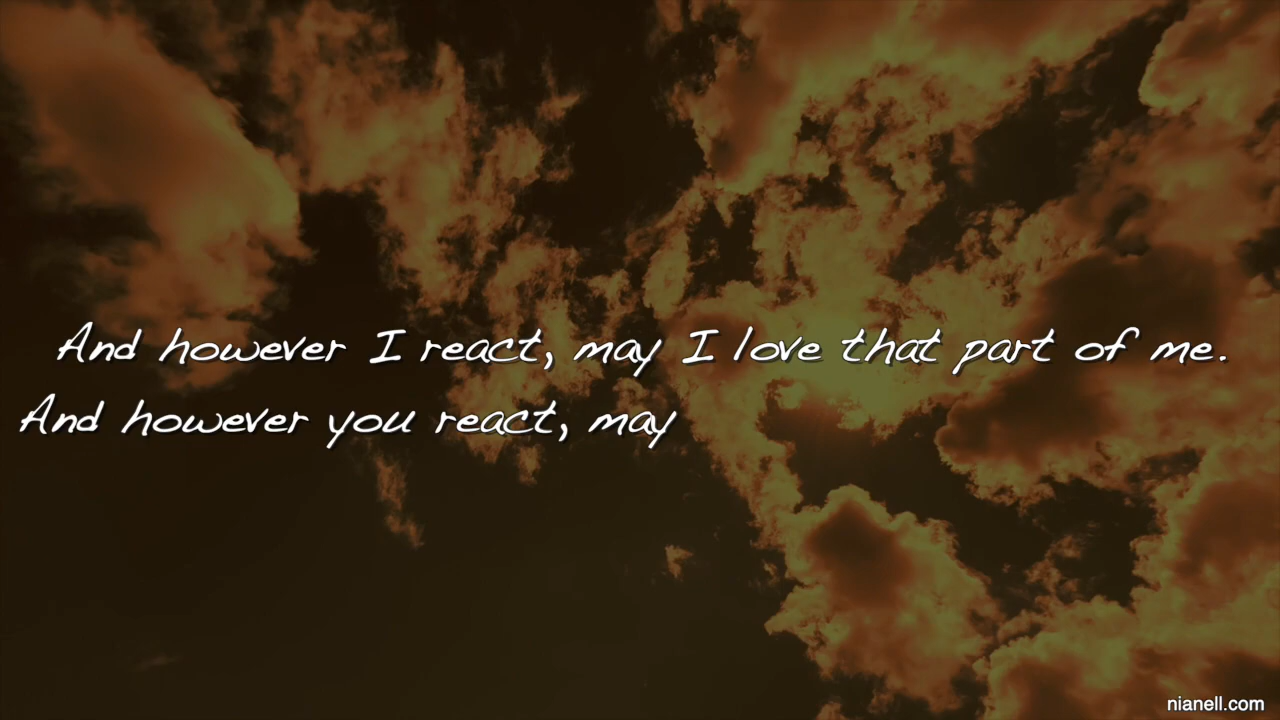 And however I react, may I love that part of me.
And however you react, may
nianell.com